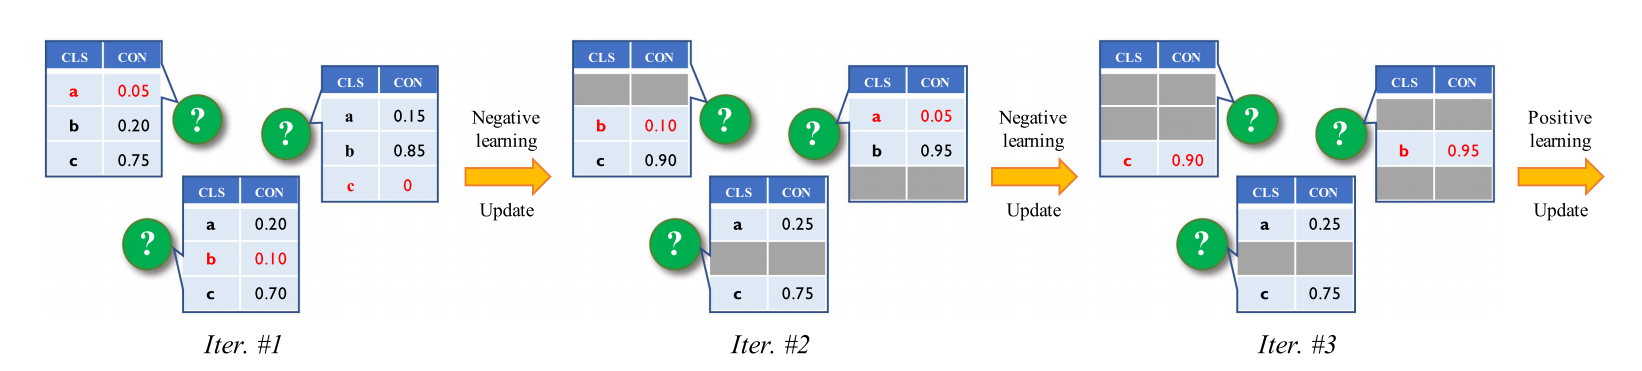 CLS CON
a 0.05
b 0.20
c 0.75
?
CLS CON
a 0.15
b 0.85
c 0
?
CLS CON
a 0.20
b 0.10
c 0.70
?
Iter. #1
Negative
learning
Update
CLS CON
b 0.10
c 0.90
?
CLS CON
a 0.05
b 0.95
?
CLS CON
a 0.25
c 0.75
?
Iter. #2
Negative
learning
Update
CLS CON
c 0.90
?
CLS CON
b 0.95
?
CLS CON
a 0.25
c 0.75
?
Iter. #3
Positive
learning
Update